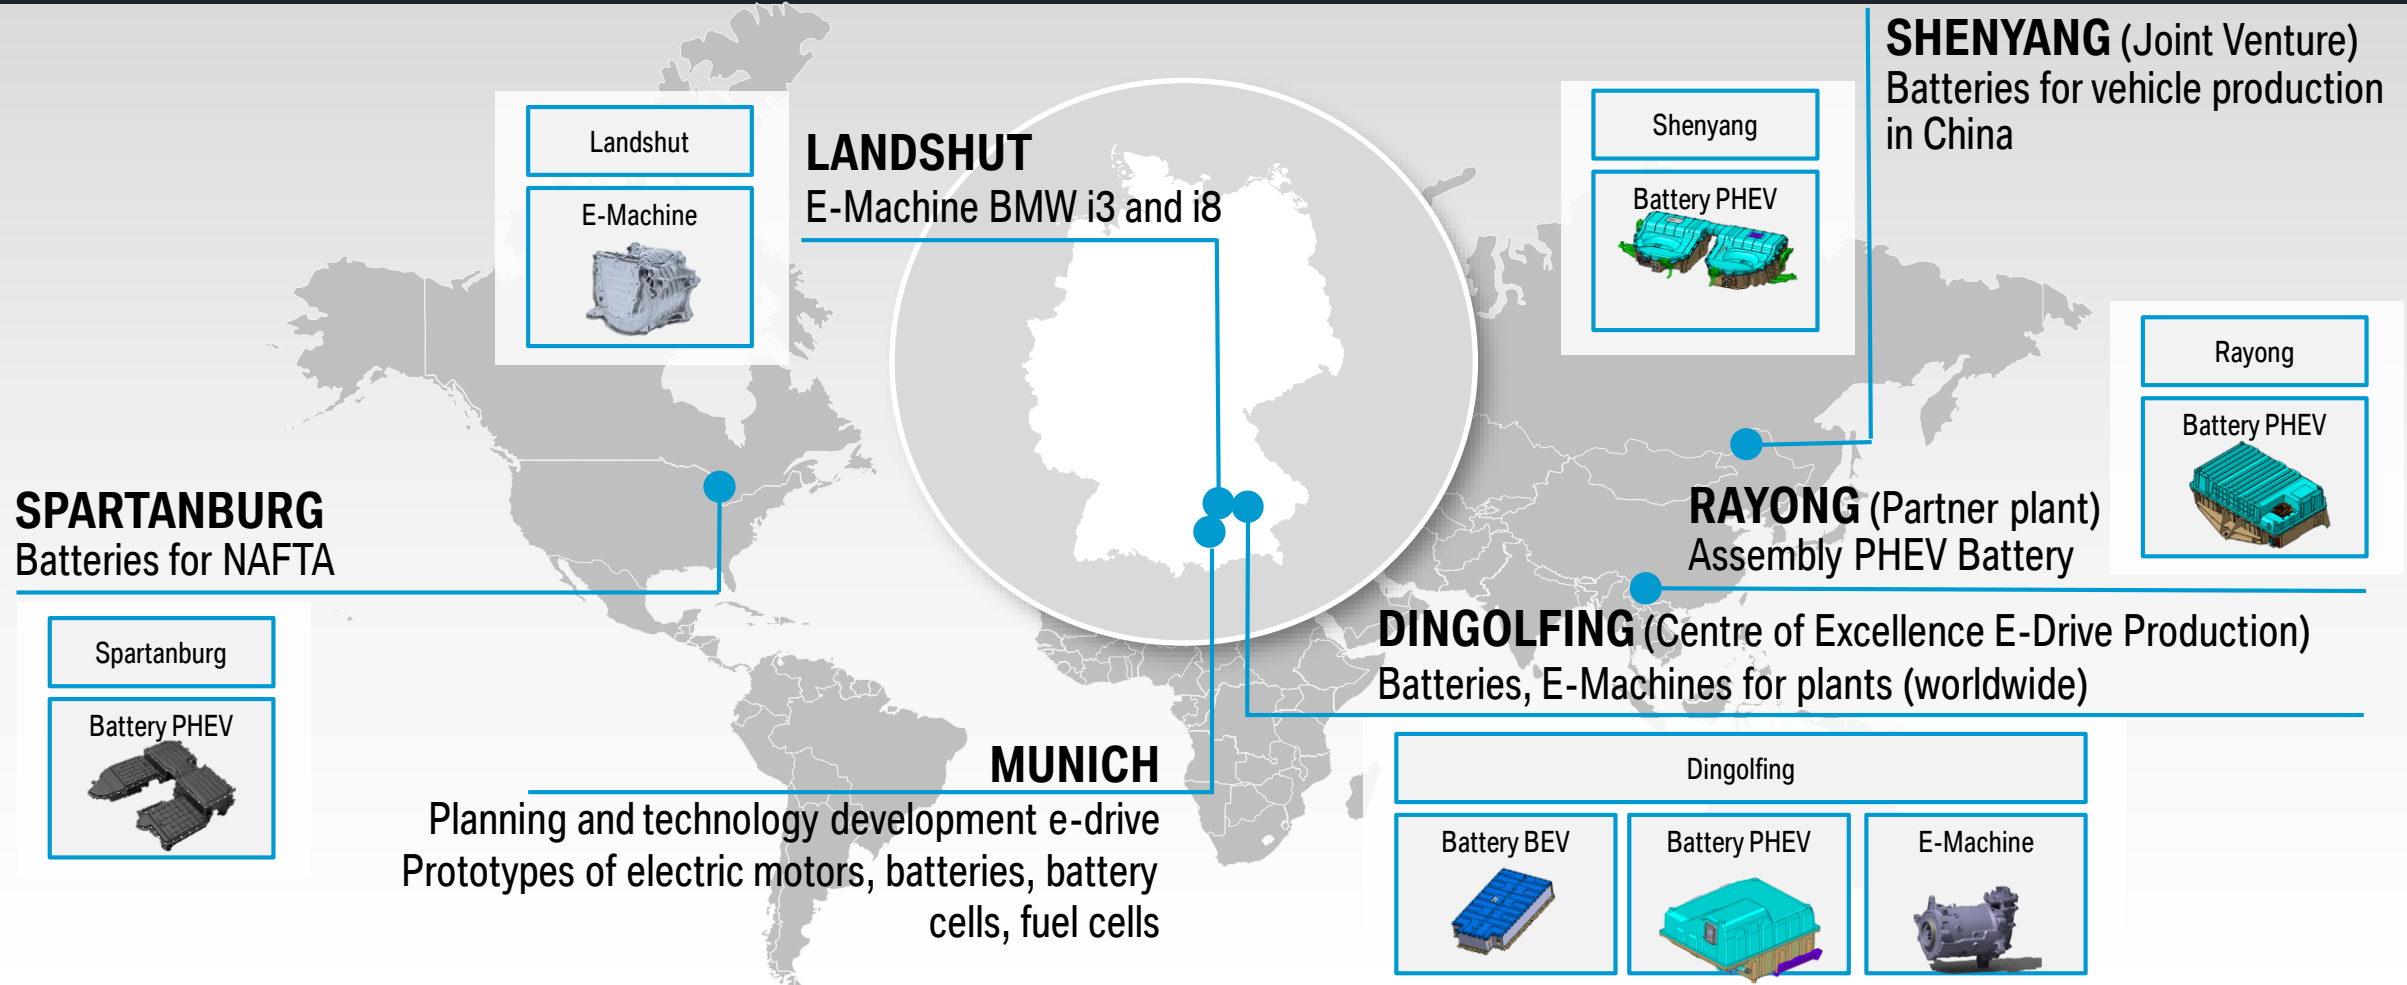 SHENYANG (Joint Venture)
Batteries for vehicle production
in China
Landshut
E-Machine
LANDSHUT
E-Machine BMW i3 and i8
Shenyang
Battery PHEV
Rayong
Battery PHEV
SPARTANBURG
Batteries for NAFTA
RAYONG (Partner plant)
Assembly PHEV Battery
Spartanburg
Battery PHEV
DINGOLFING (Centre of Excellence E-Drive Production)
Batteries, E-Machines for plants (worldwide)
MUNICH
Planning and technology development e-drive
Prototypes of electric motors, batteries, battery
cells, fuel cells
Dingolfing
Battery BEV
Battery PHEV
E-Machine